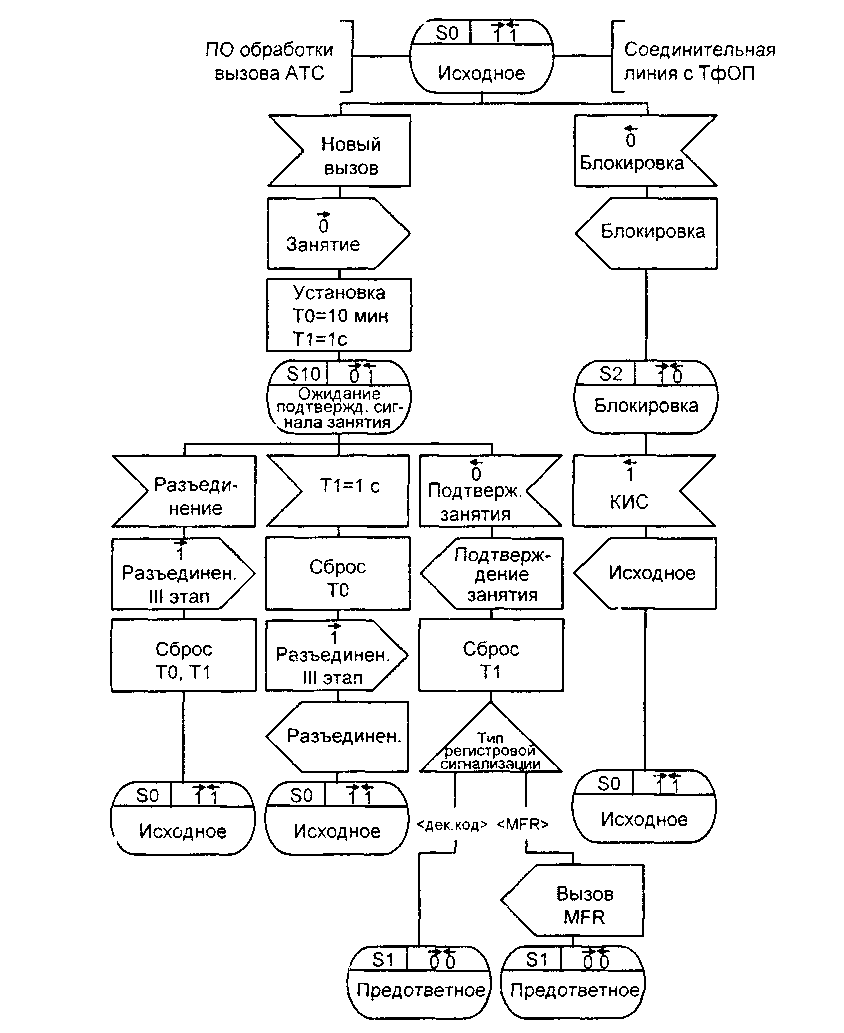 ПО обработки
вызова АТС
S0 1 1
Исходное
Соединительная
линия с ТфОП
Новый
вызов
0
Блокировка
0
Занятие
Блокировка
Установка
T0=10 мин
T1=1с
S10 0 1
Ожидание
подтвержд. сиг-
нала занятия
S2 1 0
Блокировка
Разъеди-
нение
T1=1 с
0
Подтверж.
занятия
1
КИС
1
Разъединен.
III этап
Сброс
T0
Подтверж-
дение
занятия
Исходное
Сброс
T0, T1
1
Разъединен.
III этап
Сброс
T1
Разъединен.
Тип
регистровой
сигнализации
S0 1 1
Исходное
S0 1 1
Исходное
<дек.код> <MFR>
S0 1 1
Исходное
Вызов
MFR
S1 0 0
Предответное
S1 0 0
Предответное